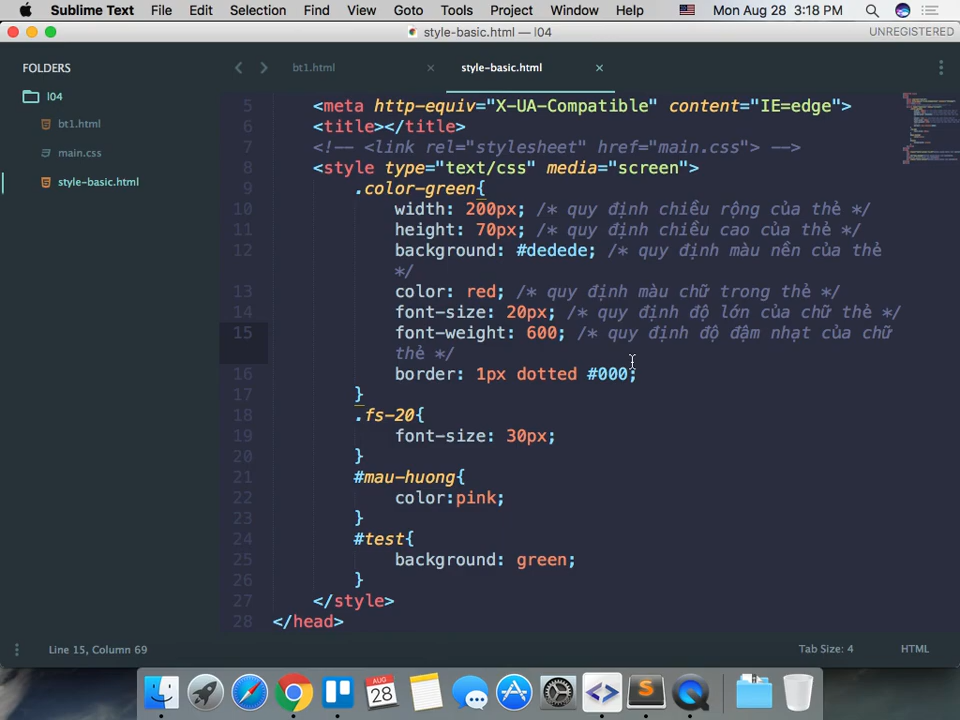 Sublime Text File Edit Selection Find View Goto Tools Project Window Help Mon Aug 28 3:18 PM
style-basic.html — l04 UNREGISTERED
FOLDERS
l04
bt1.html
main.css
style-basic.html
bt1.html × style-basic.html ×
5 <meta http-equiv="X-UA-Compatible" content="IE=edge">
6 <title></title>
7 <!-- <link rel="stylesheet" href="main.css"> -->
8 <style type="text/css" media="screen">
9 .color-green{
10 width: 200px; /* quy định chiều rộng của thẻ */
11 height: 70px; /* quy định chiều cao của thẻ */
12 background: #dedede; /* quy định màu nền của thẻ
*/
13 color: red; /* quy định màu chữ trong thẻ */
14 font-size: 20px; /* quy định độ lớn của chữ thẻ */
15 font-weight: 600; /* quy định độ đậm nhạt của chữ
thẻ */
16 border: 1px dotted #000;
17 }
18 .fs-20{
19 font-size: 30px;
20 }
21 #mau-huong{
22 color:pink;
23 }
24 #test{
25 background: green;
26 }
27 </style>
28 </head>
Line 15, Column 69 Tab Size: 4 HTML
AUG
28